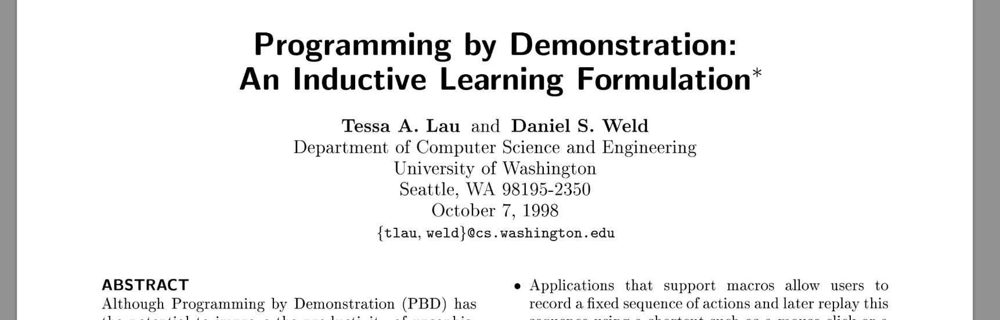 Programming by Demonstration:
An Inductive Learning Formulation*
Tessa A. Lau and Daniel S. Weld
Department of Computer Science and Engineering
University of Washington
Seattle, WA 98195-2350
October 7, 1998
{tlau, weld}@cs.washington.edu
ABSTRACT
Although Programming by Demonstration (PBD) has
• Applications that support macros allow users to
record a fixed sequence of actions and later replay this